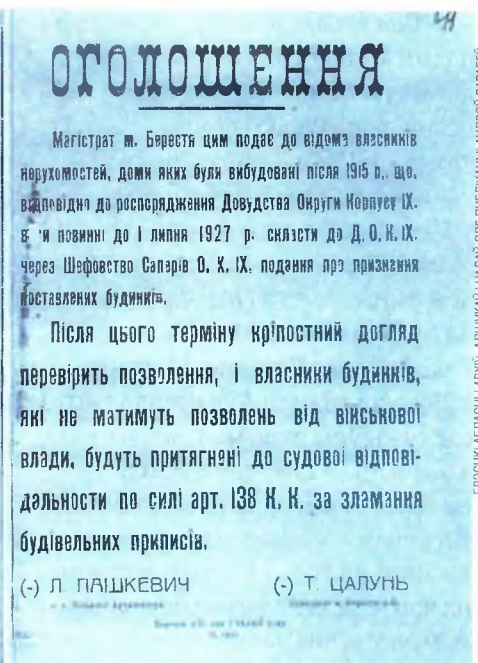 44
ОГОЛОШЕННЯ
Магістрат м. Берестя цим подає до відома власників
нерухомостей, доми яких були вибудовані після 1915 р., що,
відповідно до роспорядження Довудства Округи Корпусу IX.
повинні до 1 липня 1927 р. скласти до Д. О. К. IX.
через Шефовство Саперів О. К. IX. подання про признання
поставлених будинків.
Після цього терміну кріпостний догляд
перевірить позволення, і власники будинків,
які не матимуть позволень від військової
влади, будуть притягнені до судової відпові-
дальности по силі арт. 138 К. К. за зламання
будівельних приписів.
(-) Л. ПАШКЕВИЧ (-) Т. ЦАЛУНЬ